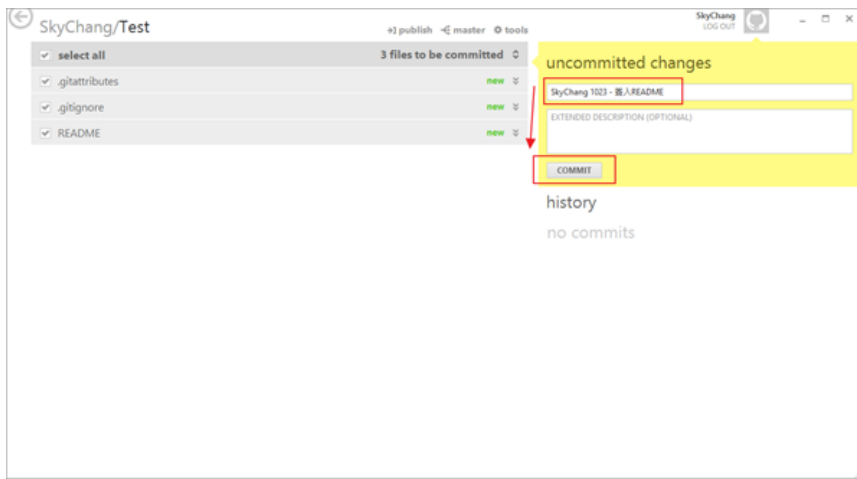 SkyChang/Test
publish master tools
SkyChang
LOG OUT
select all 3 files to be committed
.gitattributes new
.gitignore new
README new
uncommitted changes
SkyChang 1023 - 簽入README
EXTENDED DESCRIPTION (OPTIONAL)
COMMIT
history
no commits